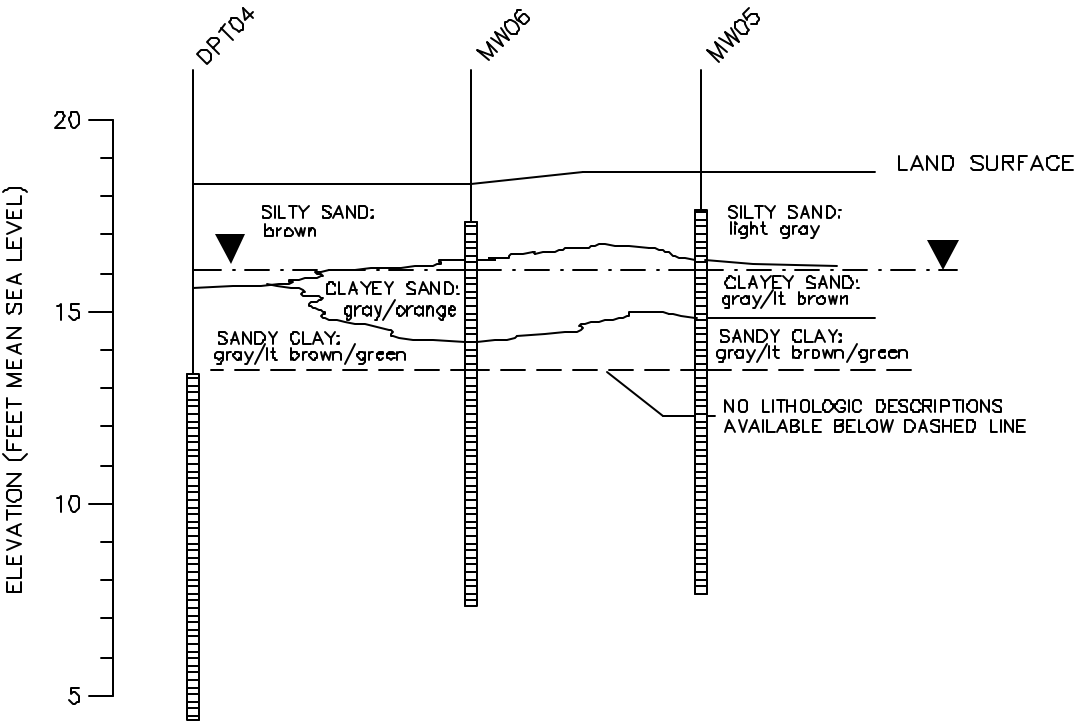 DPT04
MW06
MW05
20
LAND SURFACE
SILTY SAND:
brown
SILTY SAND:
light gray
CLAYEY SAND:
gray/orange
CLAYEY SAND:
gray/lt brown
15
SANDY CLAY:
gray/lt brown/green
SANDY CLAY:
gray/lt brown/green
NO LITHOLOGIC DESCRIPTIONS
AVAILABLE BELOW DASHED LINE
10
5
ELEVATION (FEET MEAN SEA LEVEL)